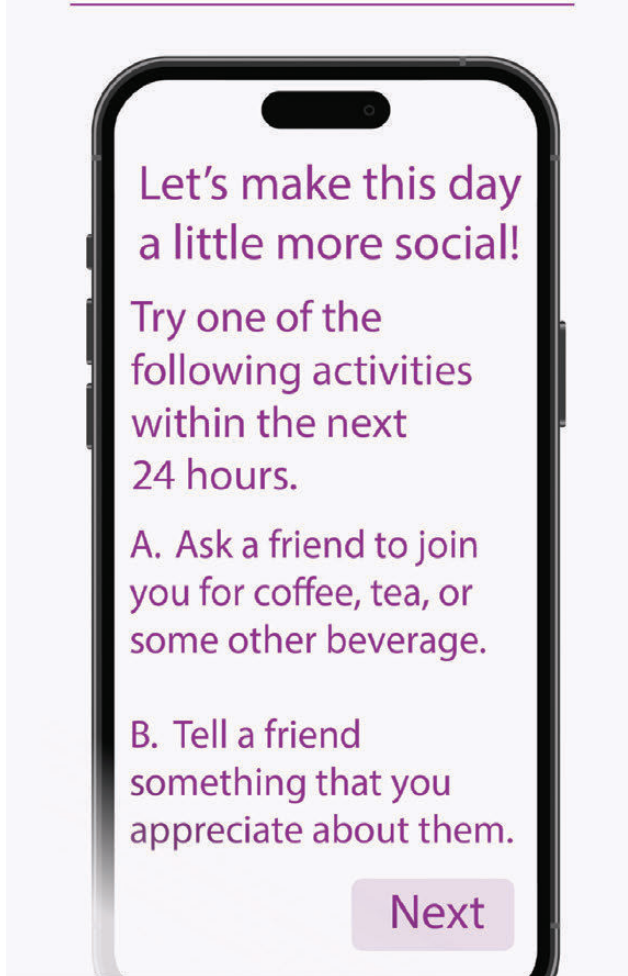 Let’s make this day
a little more social!
Try one of the
following activities
within the next
24 hours.
A. Ask a friend to join
you for coffee, tea, or
some other beverage.
B. Tell a friend
something that you
appreciate about them.
Next